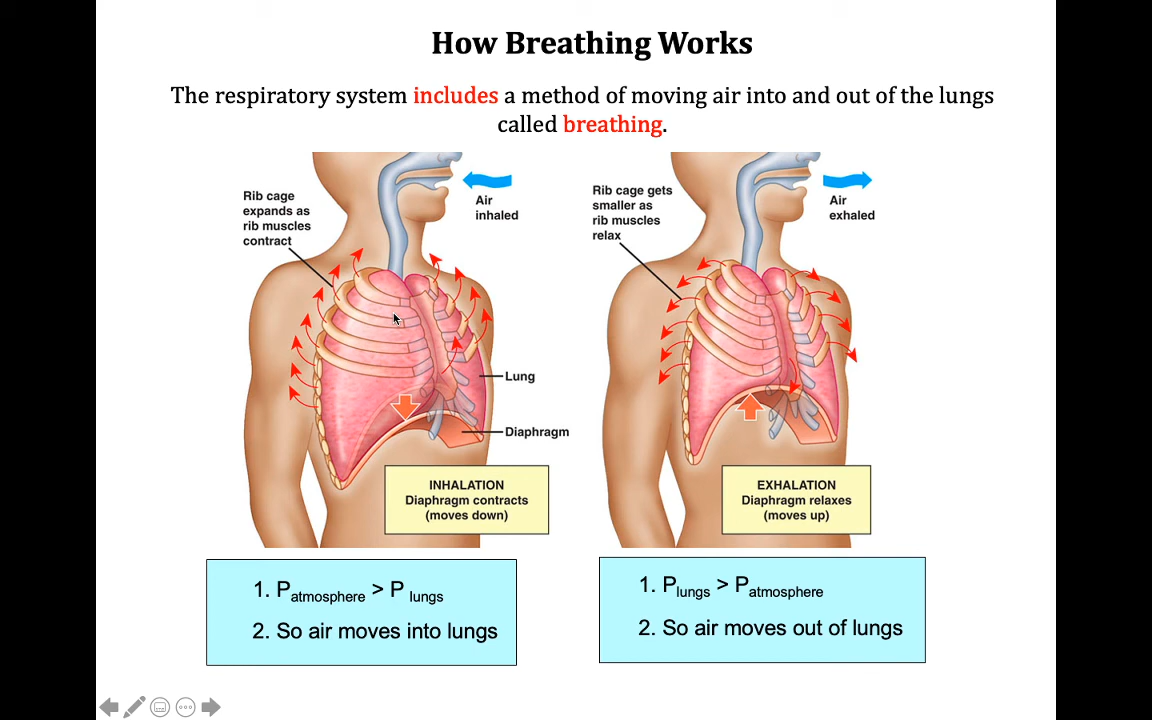 How Breathing Works
The respiratory system includes a method of moving air into and out of the lungs
called breathing.
Rib cage
expands as
rib muscles
contract
Air
inhaled
Lung
Diaphragm
INHALATION
Diaphragm contracts
(moves down)
Rib cage gets
smaller as
rib muscles
relax
Air
exhaled
EXHALATION
Diaphragm relaxes
(moves up)
1. Patmosphere > P lungs
2. So air moves into lungs
1. Plungs > Patmosphere
2. So air moves out of lungs